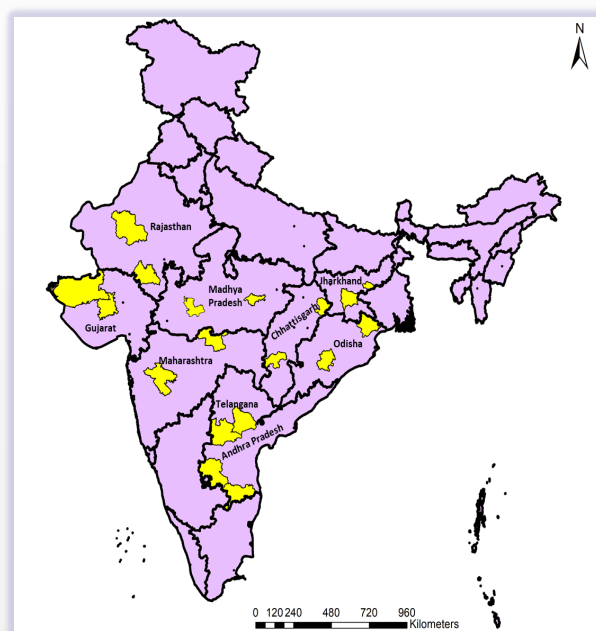 N
Rajasthan
Madhya
Pradesh
Jharkhand
Gujarat
Chhattisgarh
Odisha
Maharashtra
Telangana
Andhra Pradesh
0 120 240 480 720 960
Kilometers